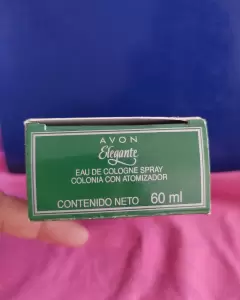 AVON
Elegante
EAU DE COLOGNE SPRAY
COLONIA CON ATOMIZADOR
CONTENIDO NETO 60 ml